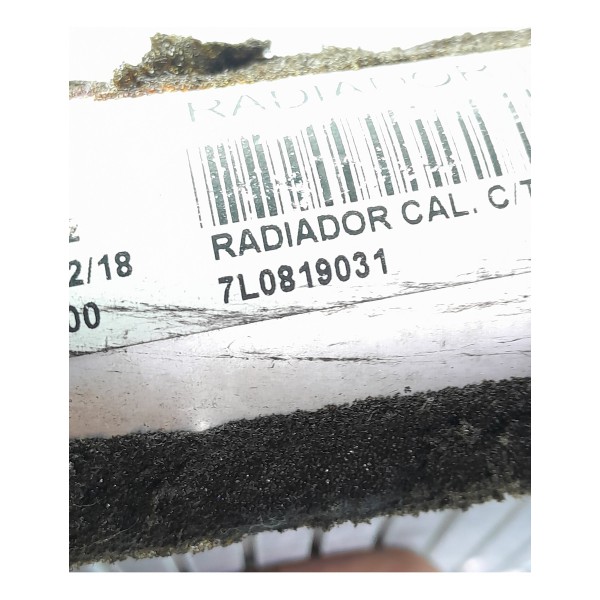 RADIADOR
RADIADOR CAL. C/T
2/18
7L0819031
00